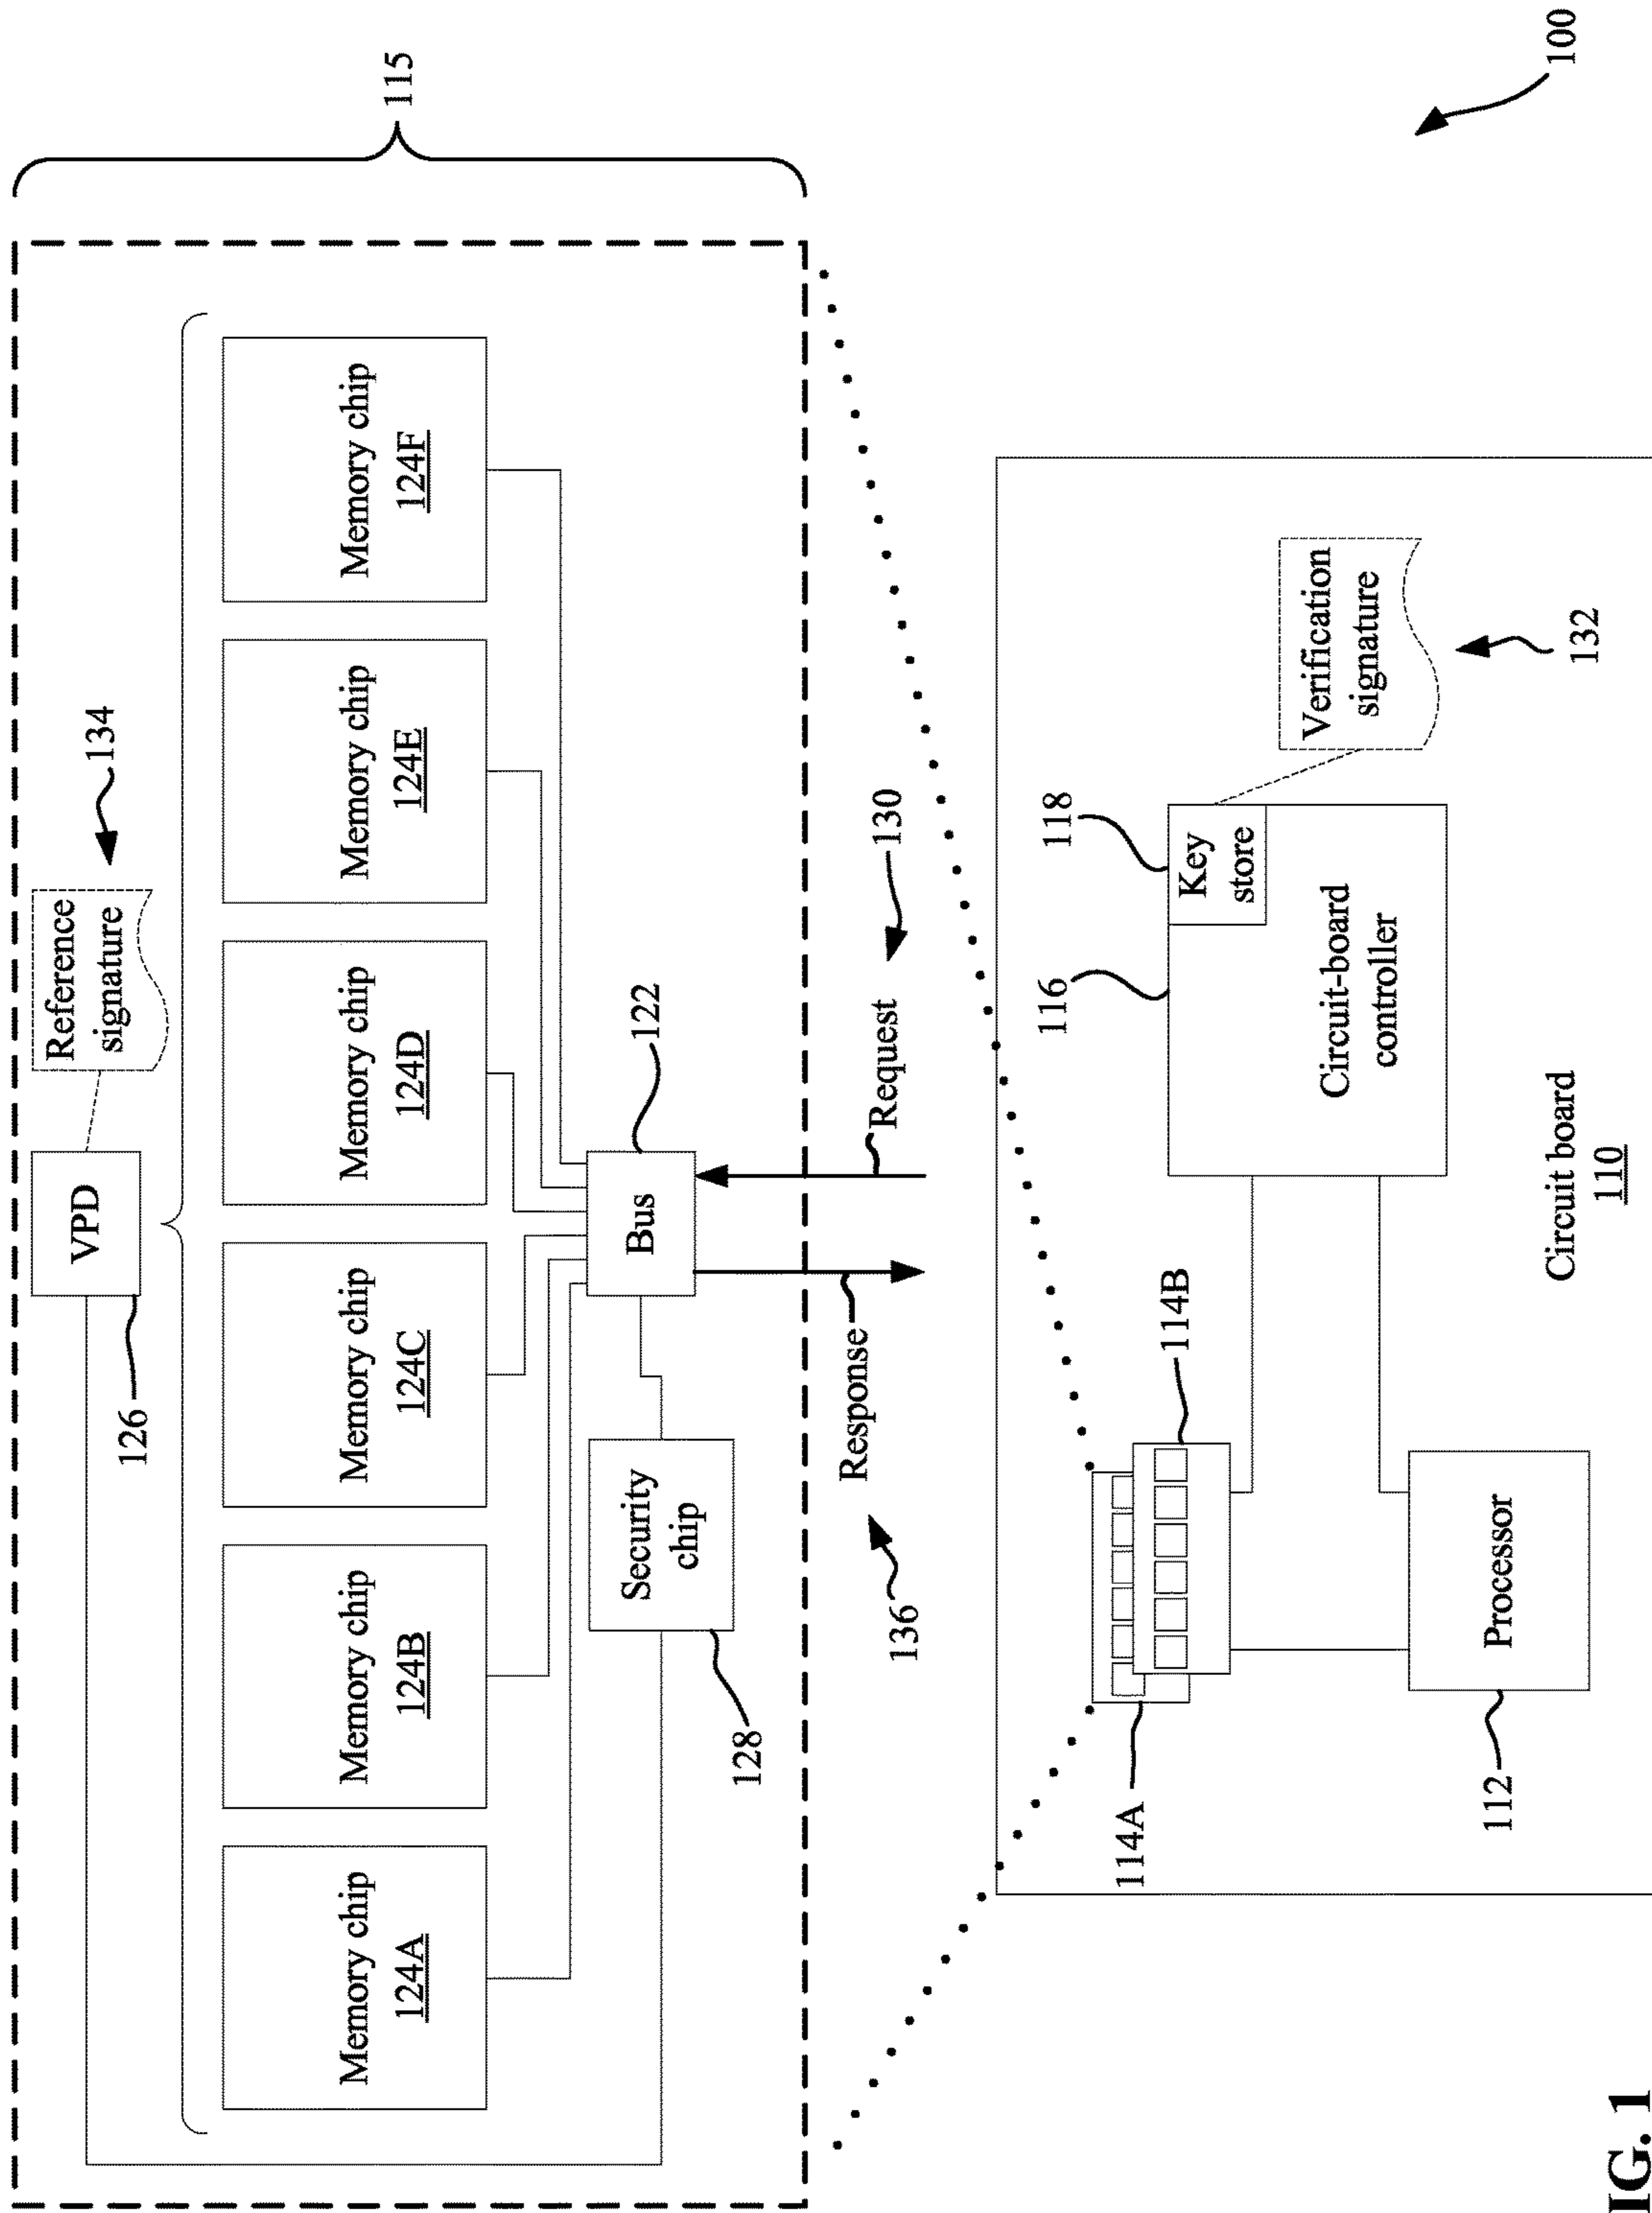 115
134
Reference
signature
VPD
126
Memory chip
124A
Memory chip
124B
Memory chip
124C
Memory chip
124D
Memory chip
124E
Memory chip
124F
Bus
122
Security
chip
128
Response
136
Request
130
100
114A
114B
116
118
Key
store
Circuit-board
controller
Verification
signature
132
Processor
112
Circuit board
110
IG. 1